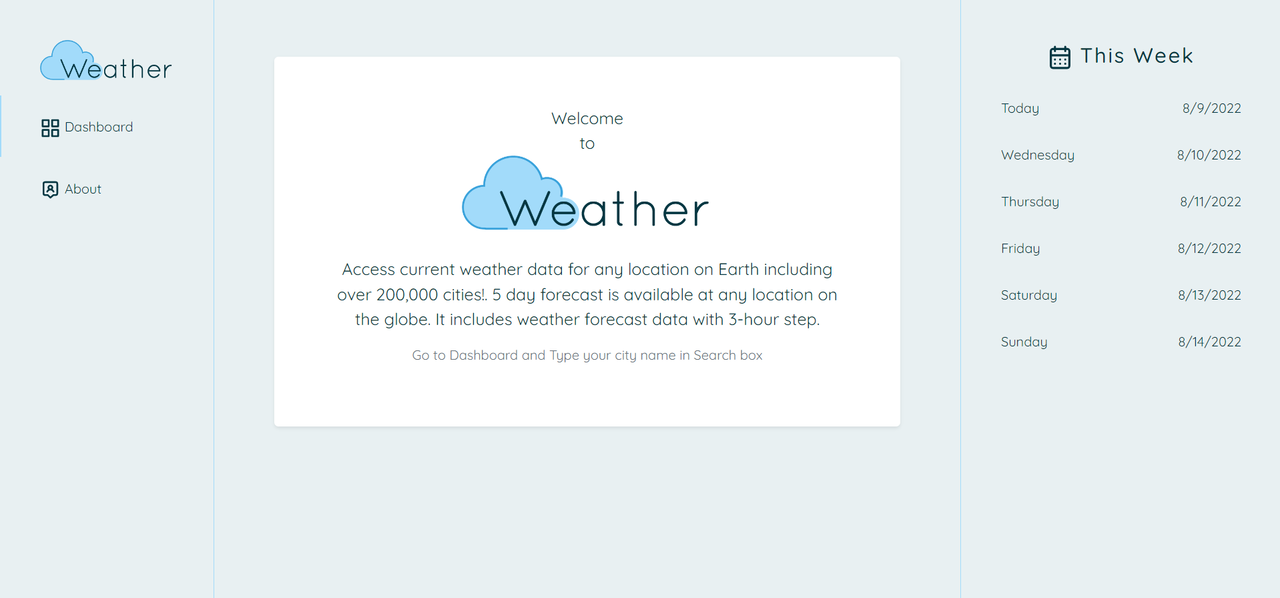 Weather
Dashboard
About
Welcome
to
Weather
Access current weather data for any location on Earth including
over 200,000 cities!. 5 day forecast is available at any location on
the globe. It includes weather forecast data with 3-hour step.
Go to Dashboard and Type your city name in Search box
This Week
Today 8/9/2022
Wednesday 8/10/2022
Thursday 8/11/2022
Friday 8/12/2022
Saturday 8/13/2022
Sunday 8/14/2022